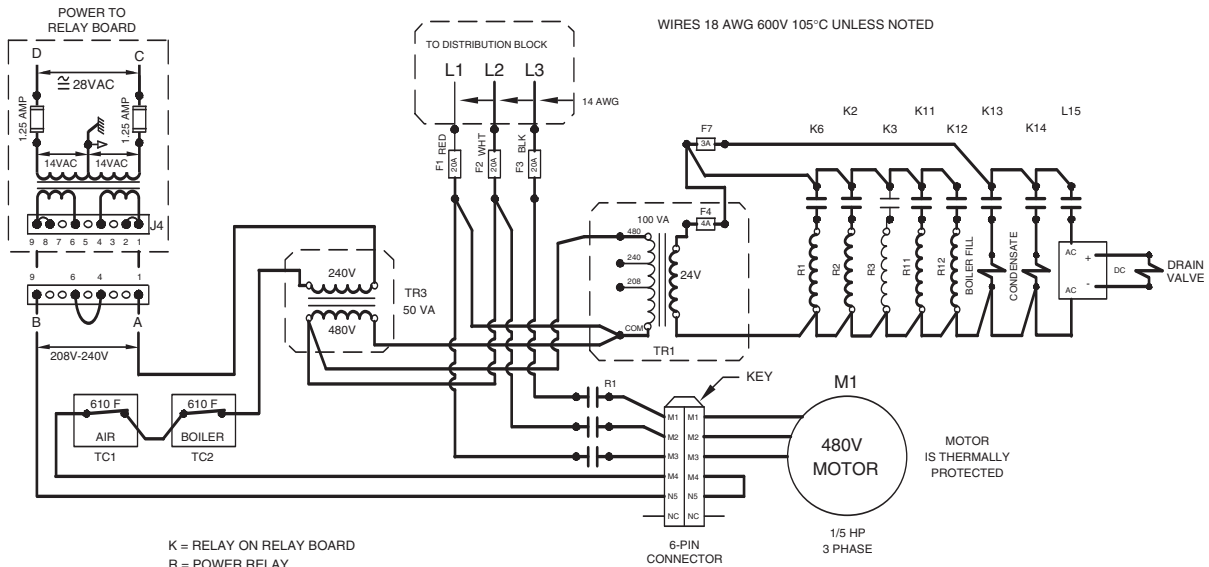 POWER TO
RELAY BOARD
WIRES 18 AWG 600V 105°C UNLESS NOTED
D C
≅ 28VAC
1.25 AMP 1.25 AMP
14VAC 14VAC
J4
9 8 7 6 5 4 3 2 1
9 6 4 1
B A
208V-240V
TO DISTRIBUTION BLOCK
L1 L2 L3
14 AWG
F1 RED 20A
F2 WHT 20A
F3 BLK 20A
240V
480V
TR3
50 VA
100 VA
480
240
208
COM
24V
TR1
F4
4A
F7
3A
K6 K2 K3 K11 K12 K13 K14 L15
R1 R2 R3 R11 R12
BOILER FILL
CONDENSATE
AC
AC
+
-
DC
DRAIN
VALVE
610 F
AIR
TC1
610 F
BOILER
TC2
R1
KEY
M1 M1
M2 M2
M3 M3
M4 M4
N5 N5
NC NC
6-PIN
CONNECTOR
M1
480V
MOTOR
1/5 HP
3 PHASE
MOTOR
IS THERMALLY
PROTECTED
K = RELAY ON RELAY BOARD
R = POWER RELAY